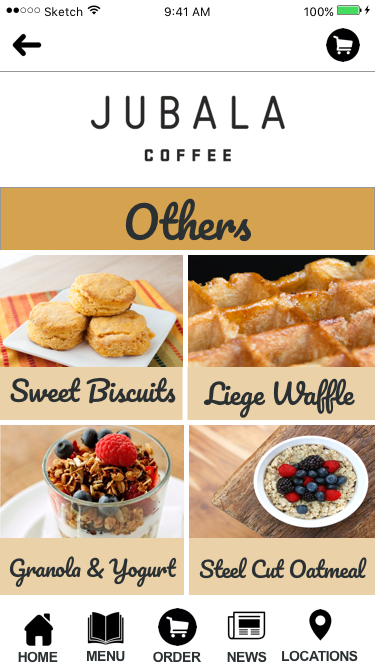 Sketch 9:41 AM 100%
JUBALA
COFFEE
Others
Sweet Biscuits
Liege Waffle
Granola & Yogurt
Steel Cut Oatmeal
HOME MENU ORDER NEWS LOCATIONS